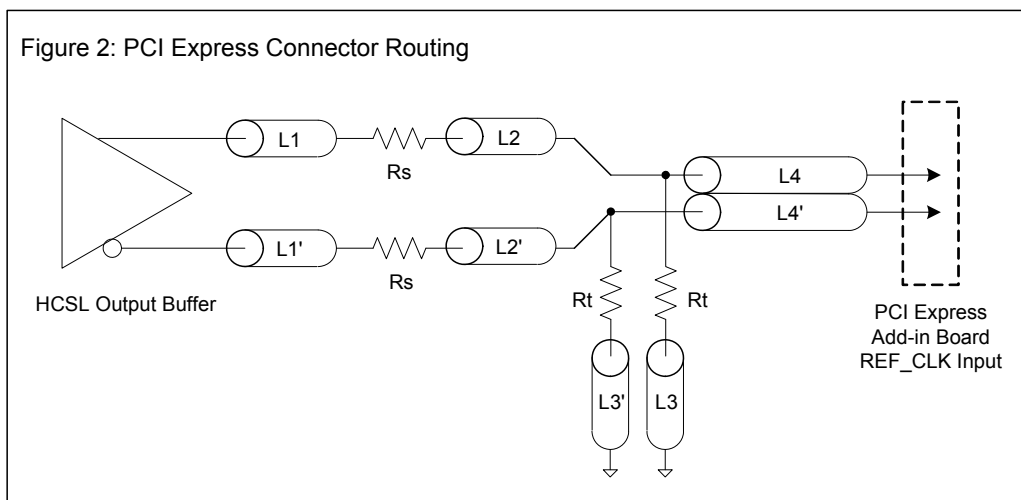 Figure 2: PCI Express Connector Routing
L1
Rs
L2
L4
L4'
L1'
Rs
L2'
HCSL Output Buffer
Rt
Rt
L3'
L3
PCI Express
Add-in Board
REF_CLK Input